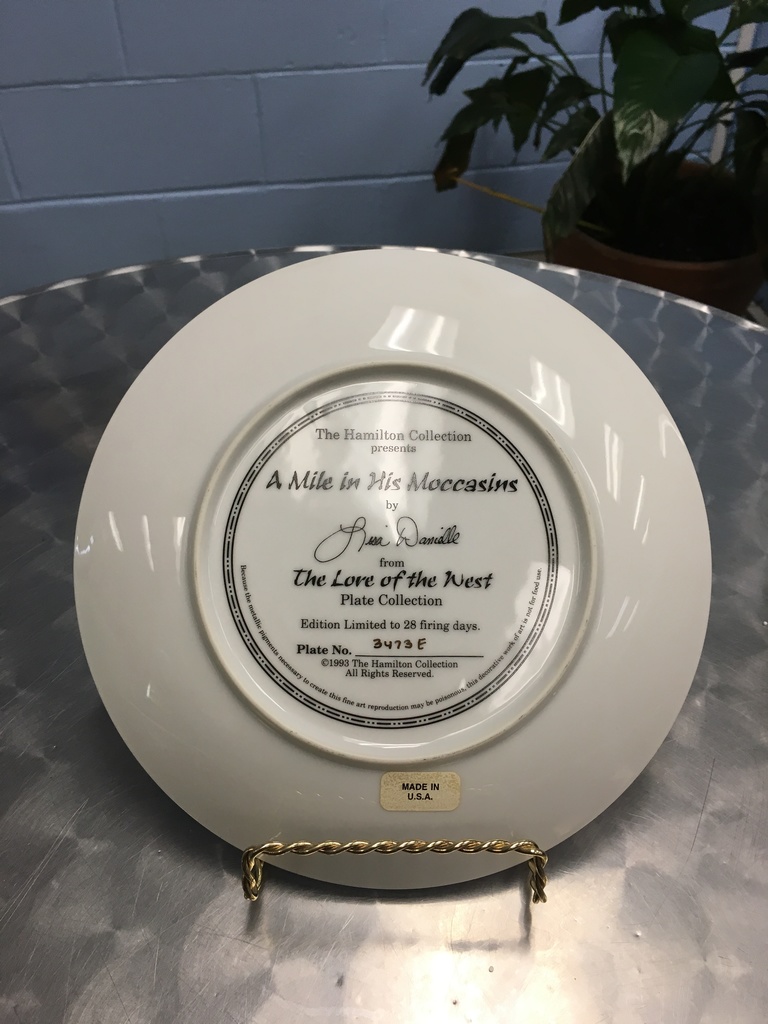 The Hamilton Collection
presents
A Mile in His Moccasins
by
Lisa Danielle
from
The Lore of the West
Plate Collection
Edition Limited to 28 firing days.
Plate No. 3473 E
©1993 The Hamilton Collection
All Rights Reserved.
Because the metallic pigments necessary to create this fine art reproduction may be poisonous, this decorative work of art is not for food use.
MADE IN
U.S.A.